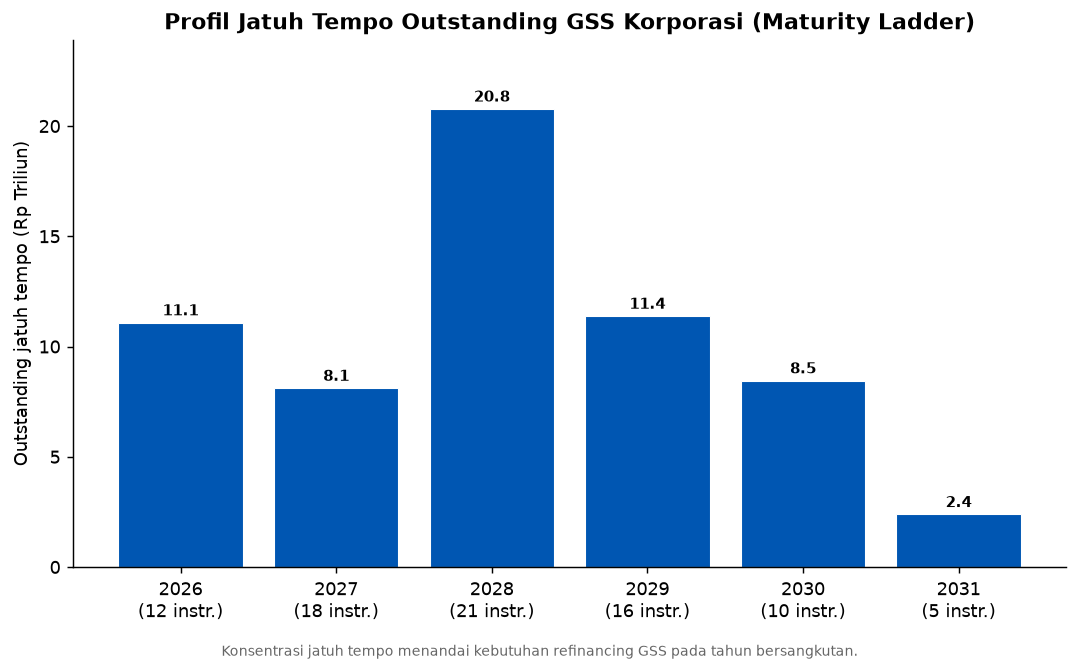 Profil Jatuh Tempo Outstanding GSS Korporasi (Maturity Ladder)
Outstanding jatuh tempo (Rp Triliun)
20
15
10
5
0
11.1
8.1
20.8
11.4
8.5
2.4
2026
(12 instr.)
2027
(18 instr.)
2028
(21 instr.)
2029
(16 instr.)
2030
(10 instr.)
2031
(5 instr.)
Konsentrasi jatuh tempo menandai kebutuhan refinancing GSS pada tahun bersangkutan.